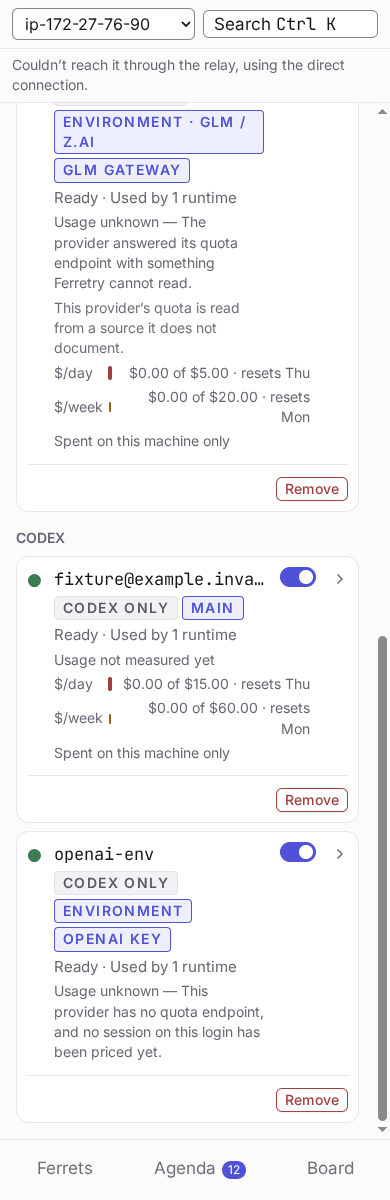 ip-172-27-76-90
Search Ctrl K
Couldn't reach it through the relay, using the direct
connection.
ENVIRONMENT · GLM /
Z.AI
GLM GATEWAY
Ready · Used by 1 runtime
Usage unknown — The
provider answered its quota
endpoint with something
Ferretry cannot read.
This provider's quota is read
from a source it does not
document.
$/day $0.00 of $5.00 · resets Thu
$/week $0.00 of $20.00 · resets
Mon
Spent on this machine only
Remove
CODEX
fixture@example.inva…
CODEX ONLY MAIN
Ready · Used by 1 runtime
Usage not measured yet
$/day $0.00 of $15.00 · resets Thu
$/week $0.00 of $60.00 · resets
Mon
Spent on this machine only
Remove
openai-env
CODEX ONLY
ENVIRONMENT
OPENAI KEY
Ready · Used by 1 runtime
Usage unknown — This
provider has no quota endpoint,
and no session on this login has
been priced yet.
Remove
Ferrets Agenda 12 Board